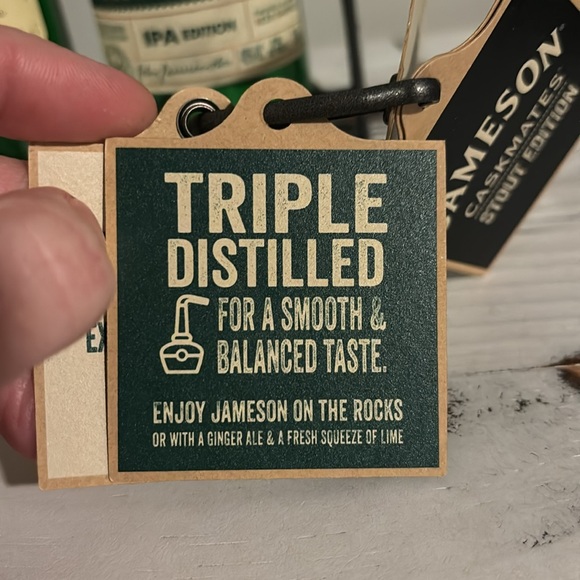 IPA EDITION
JAMESON
CASKMATES
STOUT EDITION
TRIPLE
DISTILLED
FOR A SMOOTH &
BALANCED TASTE.
EX
ENJOY JAMESON ON THE ROCKS
OR WITH A GINGER ALE & A FRESH SQUEEZE OF LIME